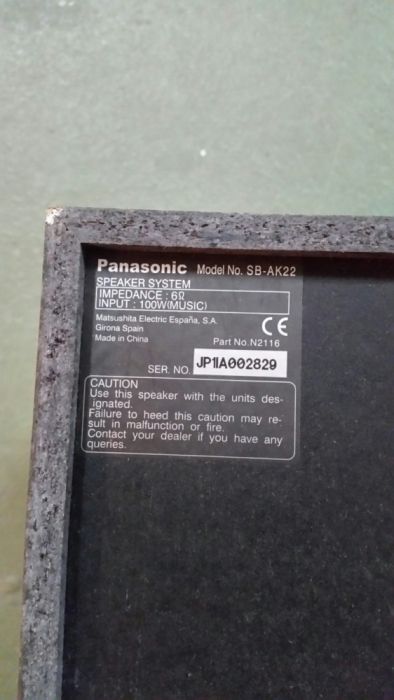 Panasonic Model No. SB-AK22
SPEAKER SYSTEM
IMPEDANCE : 6Ω
INPUT : 100W(MUSIC)
Matsushita Electric España, S.A.
Girona Spain
Made in China
CE
Part No.N2116
SER. NO. JP1IA002829
CAUTION
Use this speaker with the units des-
ignated.
Failure to heed this caution may re-
sult in malfunction or fire.
Contact your dealer if you have any
queries.